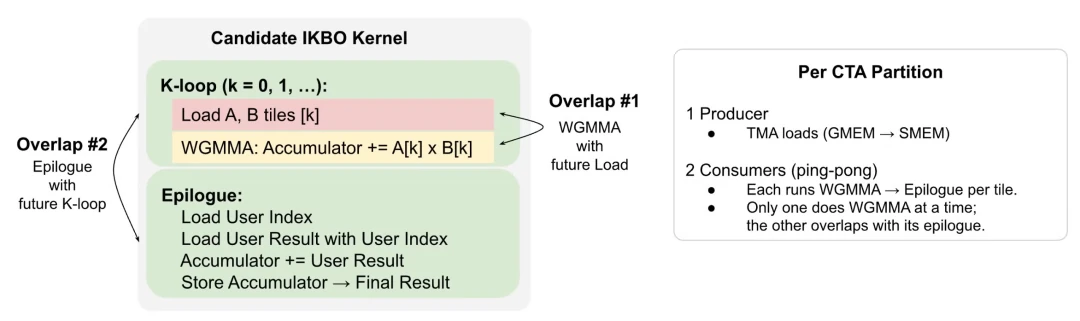 Candidate IKBO Kernel
K-loop (k = 0, 1, …):
Load A, B tiles [k]
WGMMA: Accumulator += A[k] x B[k]
Epilogue:
Load User Index
Load User Result with User Index
Accumulator += User Result
Store Accumulator → Final Result
Overlap #2
Epilogue
with
future K-loop
Overlap #1
WGMMA
with
future Load
Per CTA Partition
1 Producer
● TMA loads (GMEM → SMEM)
2 Consumers (ping-pong)
● Each runs WGMMA → Epilogue per tile.
● Only one does WGMMA at a time;
the other overlaps with its epilogue.